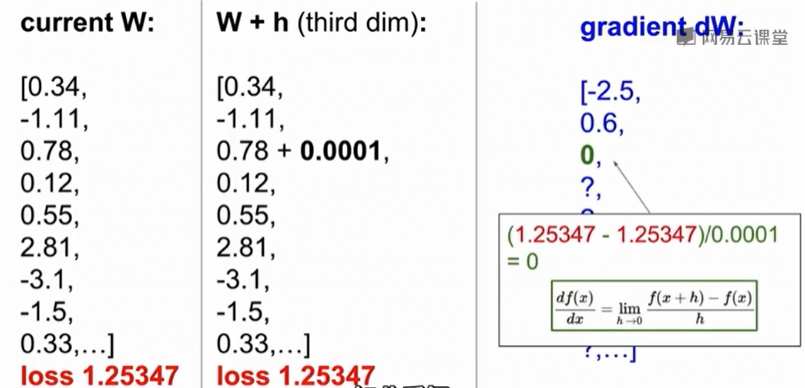 current W:
[0.34,
-1.11,
0.78,
0.12,
0.55,
2.81,
-3.1,
-1.5,
0.33,…]
loss 1.25347
W + h (third dim):
[0.34,
-1.11,
0.78 + 0.0001,
0.12,
0.55,
2.81,
-3.1,
-1.5,
0.33,…]
loss 1.25347
gradient dW:
网易云课堂
[-2.5,
0.6,
0,
?,
(1.25347 - 1.25347)/0.0001
= 0
df(x)/dx = lim h→0 f(x + h) − f(x)/h
?,…]